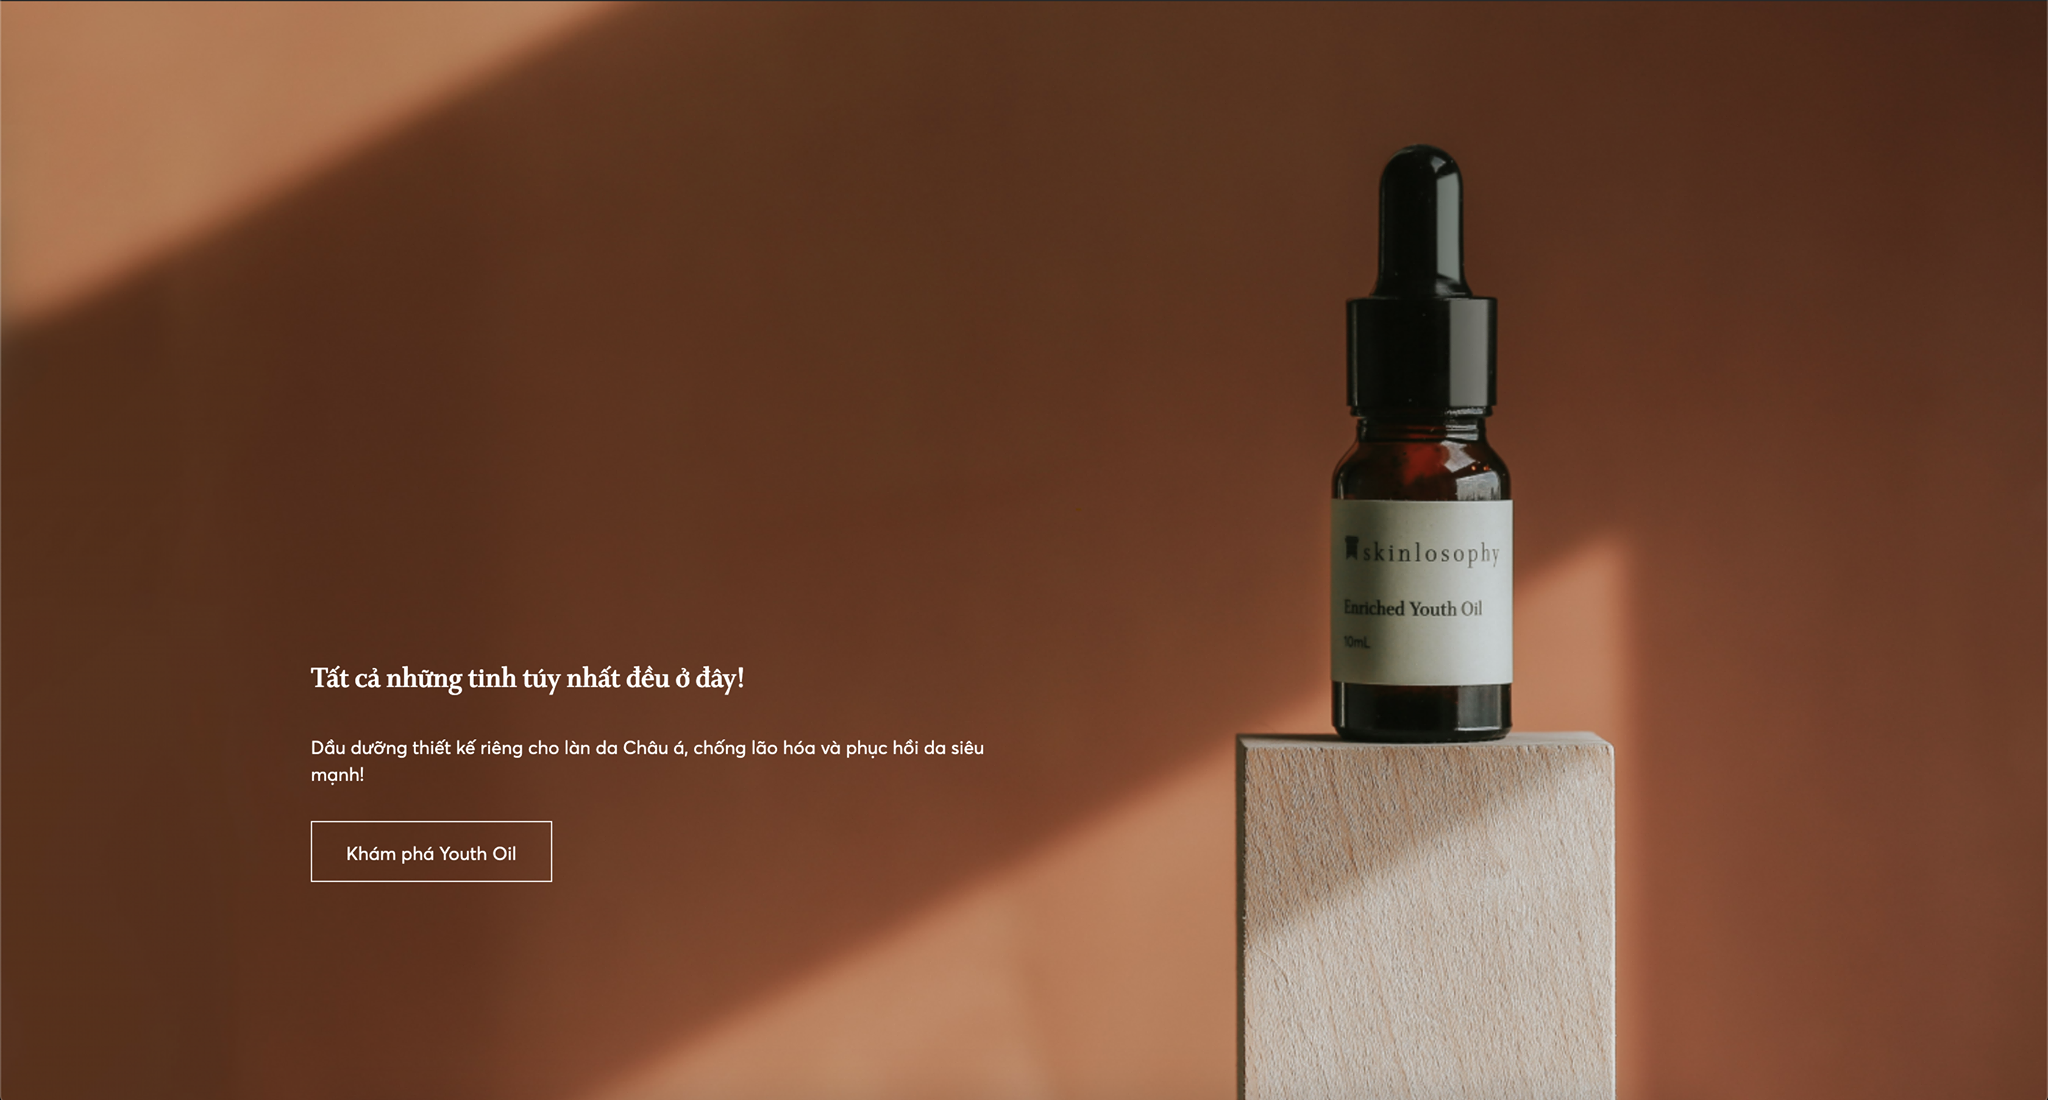 skinlosophy
Enriched Youth Oil
10mL
Tất cả những tinh túy nhất đều ở đây!
Dầu dưỡng thiết kế riêng cho làn da Châu á, chống lão hóa và phục hồi da siêu
mạnh!
Khám phá Youth Oil